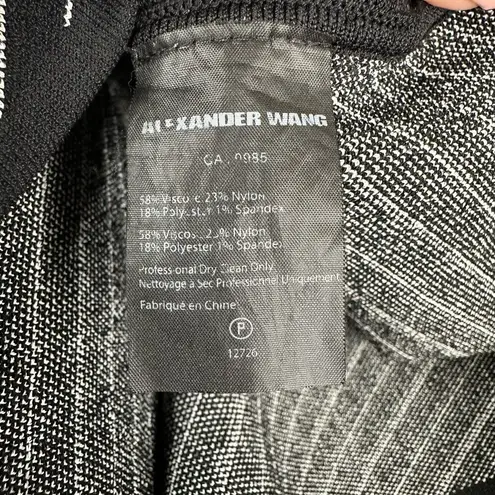 ALEXANDER WANG
CA 0985
58% Viscose 23% Nylon
18% Polyester 1% Spandex
58% Viscose 23% Nylon
18% Polyester 1% Spandex
Professional Dry Clean Only
Nettoyage a Sec Professionnel Uniquement
Fabriqué en Chine
P
12726